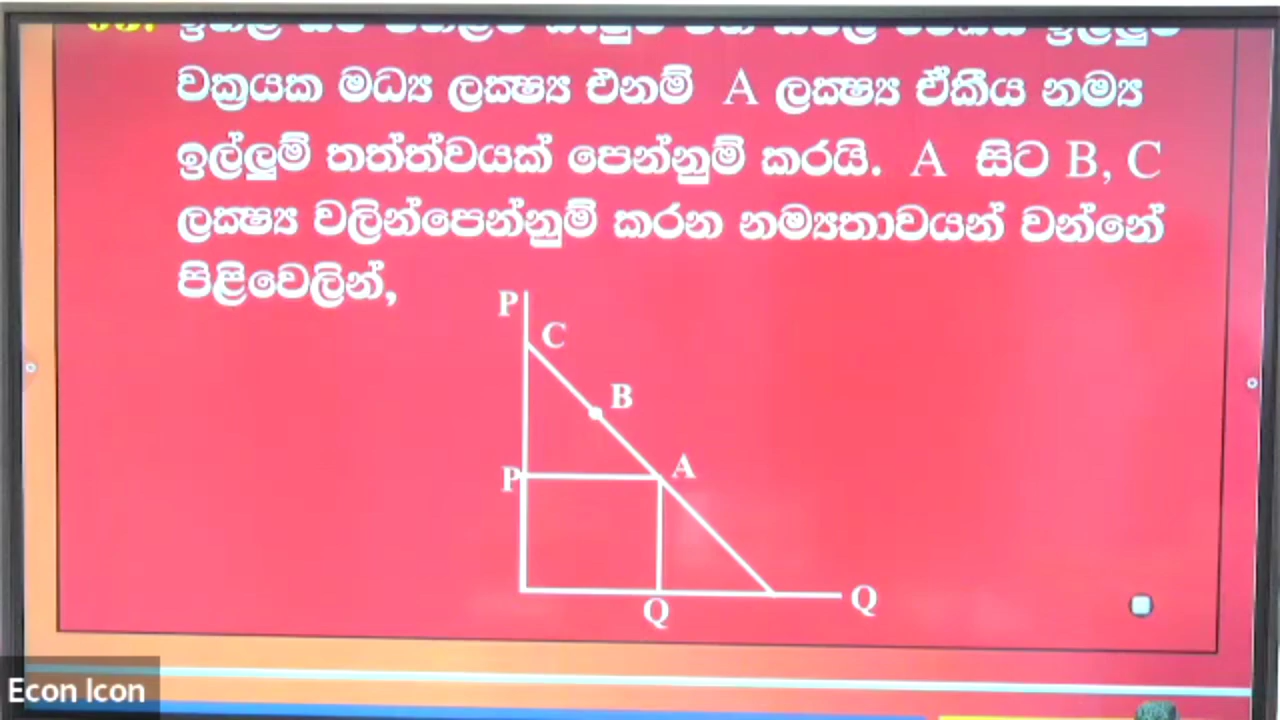 වක්‍රයක මධ්‍ය ලක්ෂ්‍ය එනම් A ලක්ෂ්‍ය ඒකීය නම්‍ය
ඉල්ලුම් තත්ත්වයක් පෙන්නුම් කරයි. A සිට B, C
ලක්ෂ්‍ය වලින්පෙන්නුම් කරන නම්‍යතාවයන් වන්නේ
පිළිවෙලින්,
P
C
B
A
P
Q
Q
Econ Icon